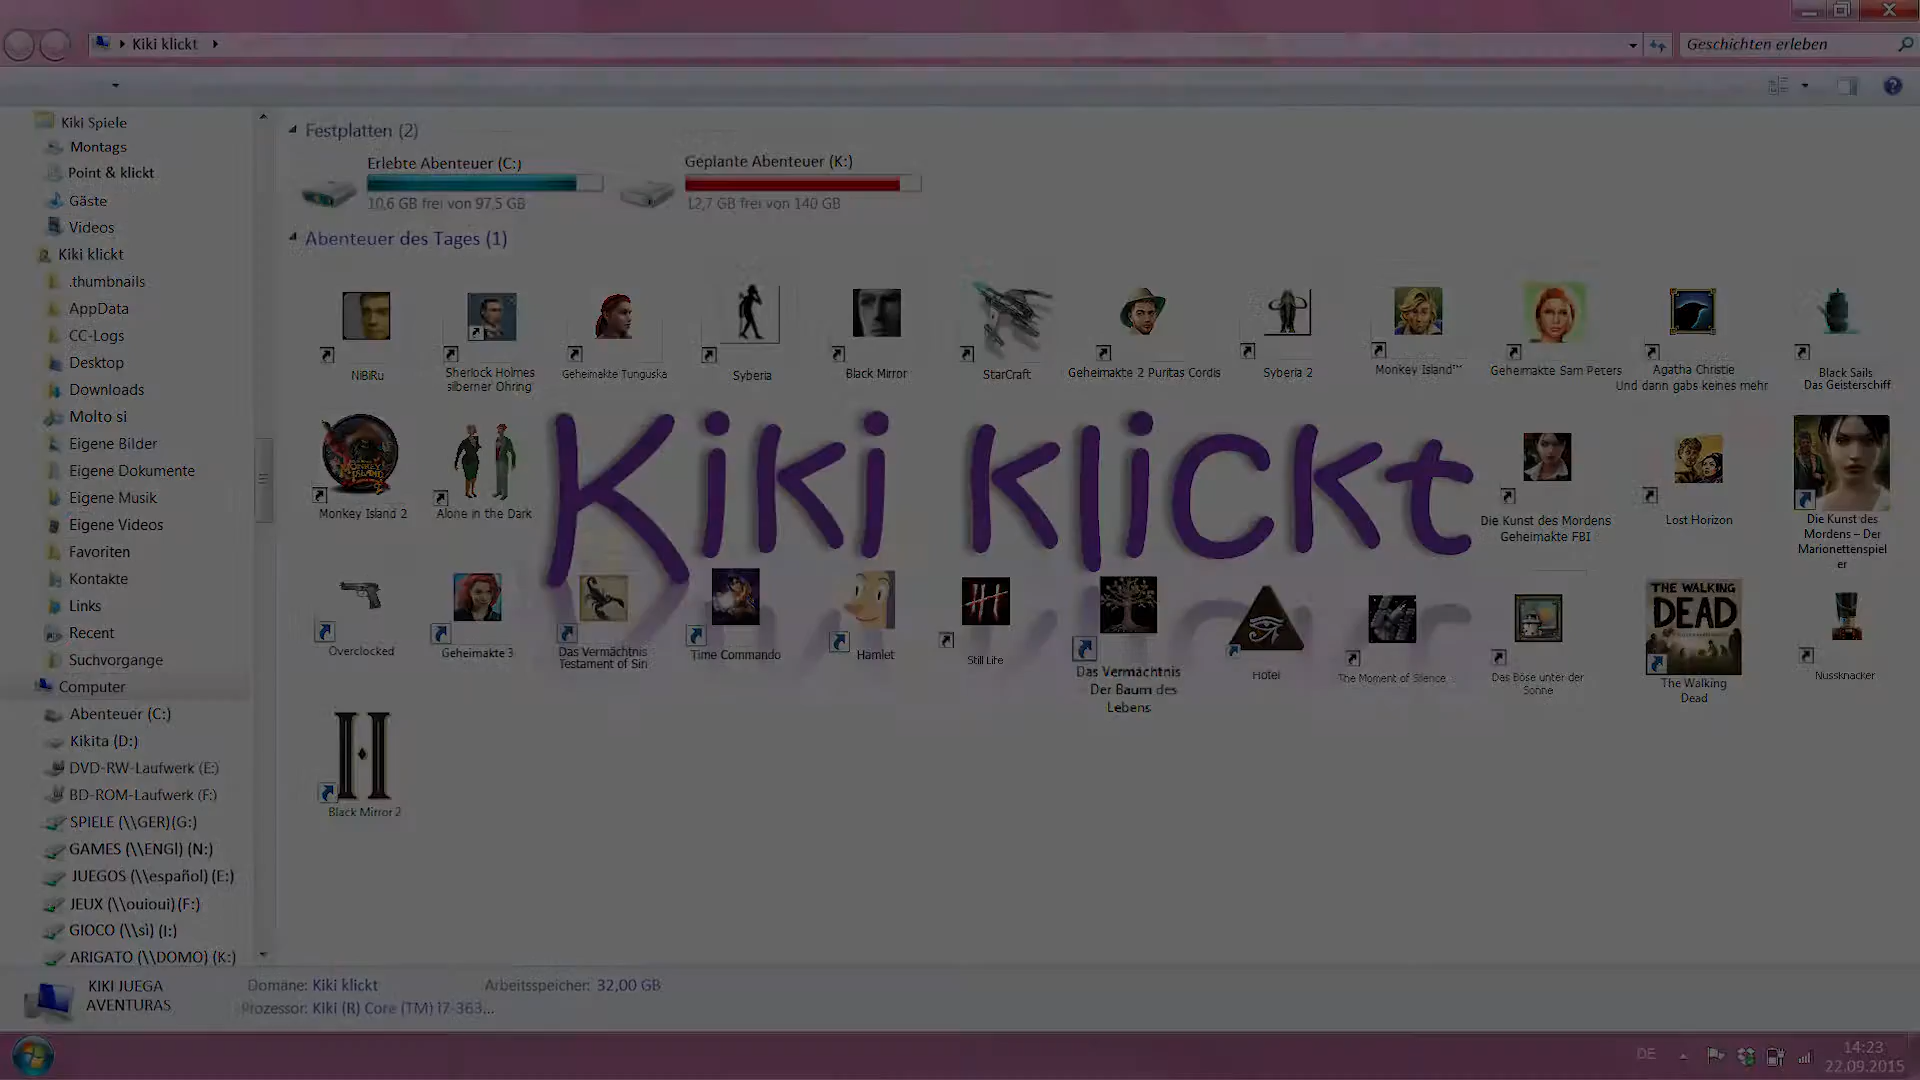 Kiki klickt
Geschichten erleben
Kiki Spiele
Montags
Point & klickt
Gäste
Videos
Kiki klickt
.thumbnails
AppData
CC-Logs
Desktop
Downloads
Molto si
Eigene Bilder
Eigene Dokumente
Eigene Musik
Eigene Videos
Favoriten
Kontakte
Links
Recent
Suchvorgange
Computer
Abenteuer (C:)
Kikita (D:)
DVD-RW-Laufwerk (E:)
BD-ROM-Laufwerk (F:)
SPIELE (\\GER)(G:)
GAMES (\\ENGl) (N:)
JUEGOS (\\español) (E:)
JEUX (\\ouioui)(F:)
GIOCO (\\sì) (I:)
ARIGATO (\\DOMO) (K:)
Festplatten (2)
Erlebte Abenteuer (C:)
10,6 GB frei von 97,5 GB
Geplante Abenteuer (K:)
12,7 GB frei von 140 GB
Abenteuer des Tages (1)
NiBiRu
Sherlock Holmes
silberner Ohring
Geheimakte Tunguska
Syberia
Black Mirror
StarCraft
Geheimakte 2 Puritas Cordis
Syberia 2
Monkey Island™
Geheimakte Sam Peters
Agatha Christie
Und dann gabs keines mehr
Black Sails
Das Geisterschiff
Monkey Island 2
Alone in the Dark
Kiki klickt
Die Kunst des Mordens
Geheimakte FBI
Lost Horizon
Die Kunst des
Mordens – Der
Marionettenspiel
er
Overclocked
Geheimakte 3
Das Vermächtnis
Testament of Sin
Time Commando
Hamlet
Still Life
Das Vermächtnis
Der Baum des
Lebens
Hotel
The Moment of Silence
Das Böse unter der
Sonne
THE WALKING
DEAD
The Walking
Dead
Nussknacker
Black Mirror 2
KIKI JUEGA
AVENTURAS
Domäne: Kiki klickt
Arbeitsspeicher: 32,00 GB
Prozessor: Kiki (R) Core (TM) i7-363...
DE
14:23
22.09.2015